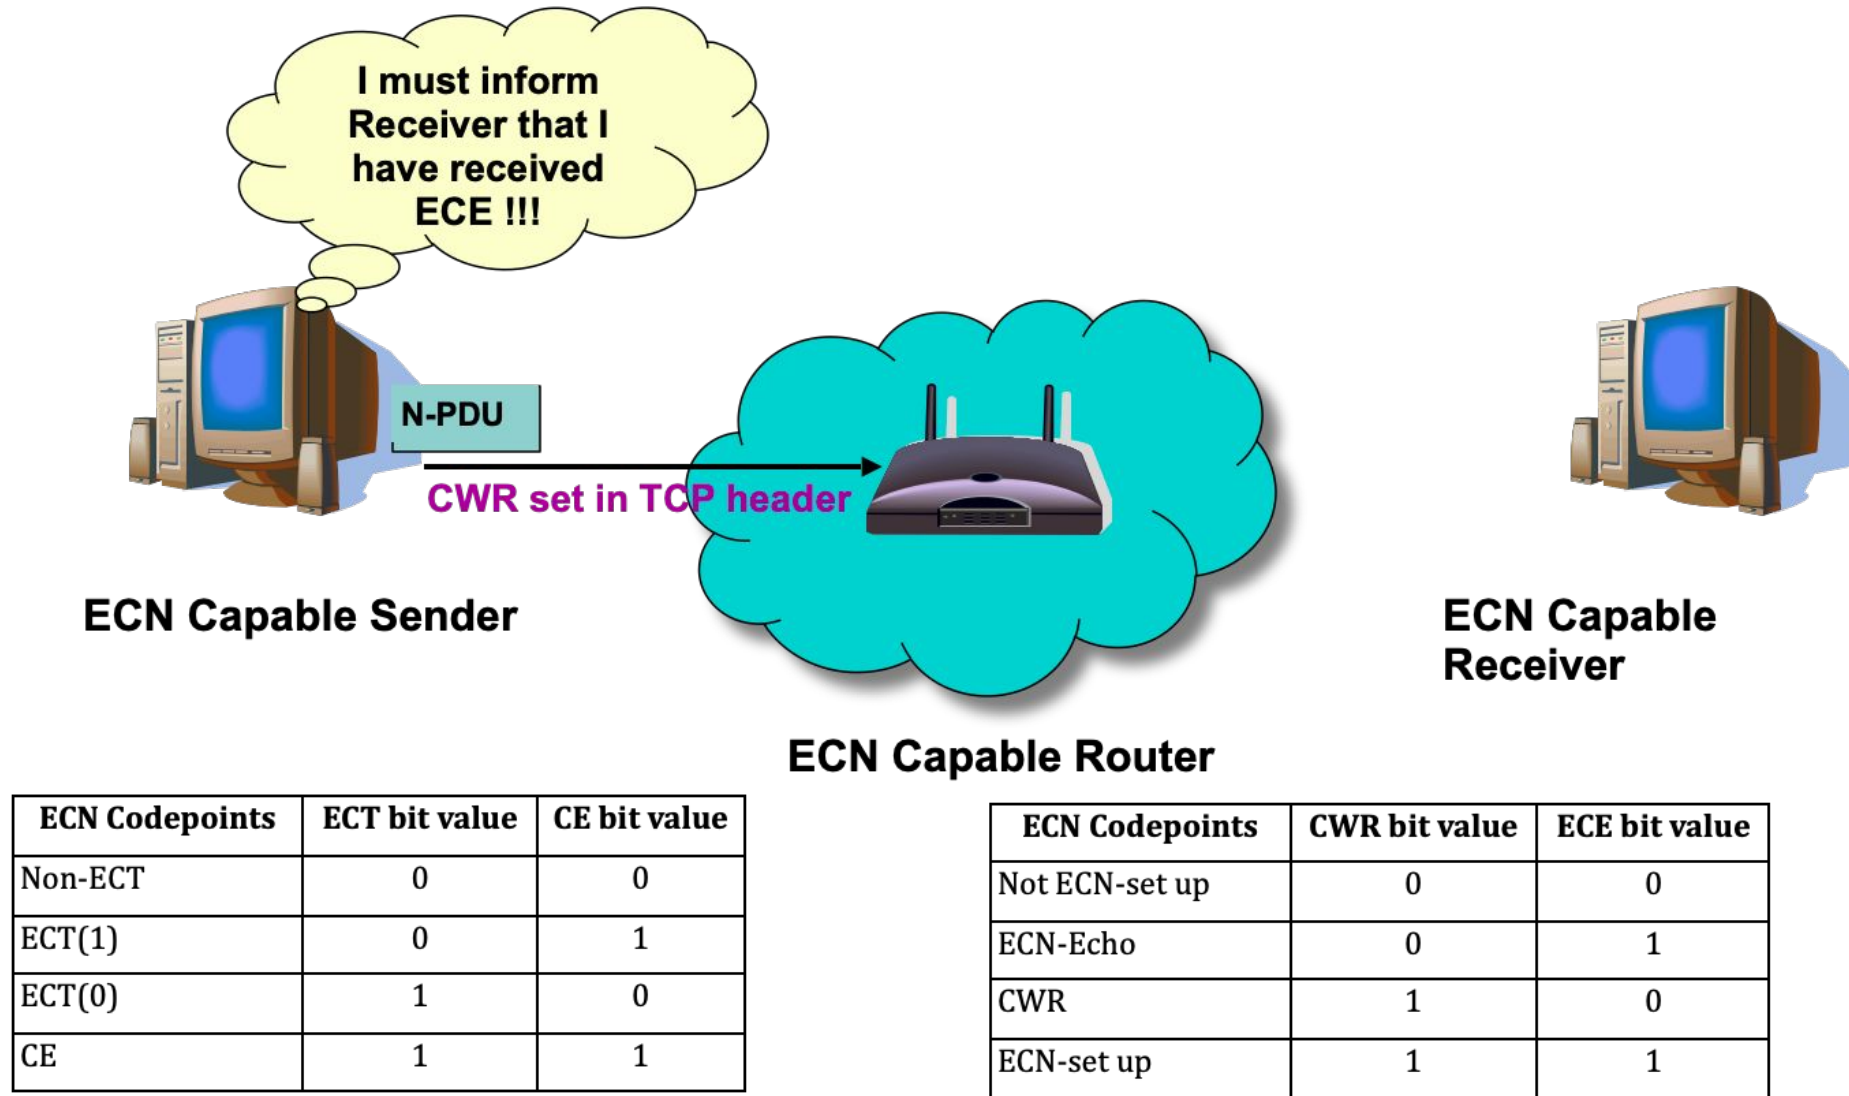 I must inform
Receiver that I
have received
ECE !!!
N-PDU
CWR set in TCP header
ECN Capable Sender
ECN Capable
Receiver
ECN Capable Router
ECN Codepoints ECT bit value CE bit value
Non-ECT 0 0
ECT(1) 0 1
ECT(0) 1 0
CE 1 1
ECN Codepoints CWR bit value ECE bit value
Not ECN-set up 0 0
ECN-Echo 0 1
CWR 1 0
ECN-set up 1 1